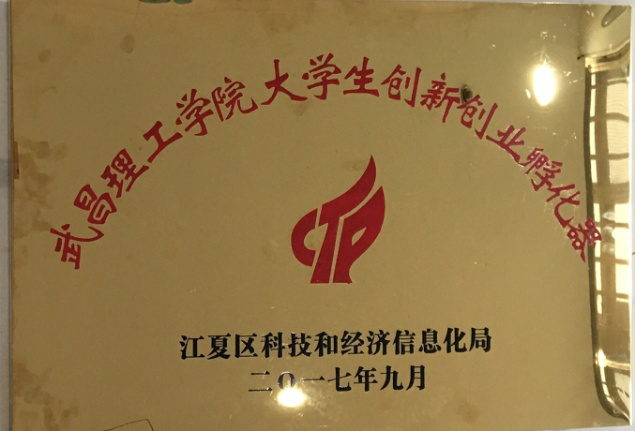 武昌理工学院大学生创新创业孵化器
江夏区科技和经济信息化局
二〇一七年九月